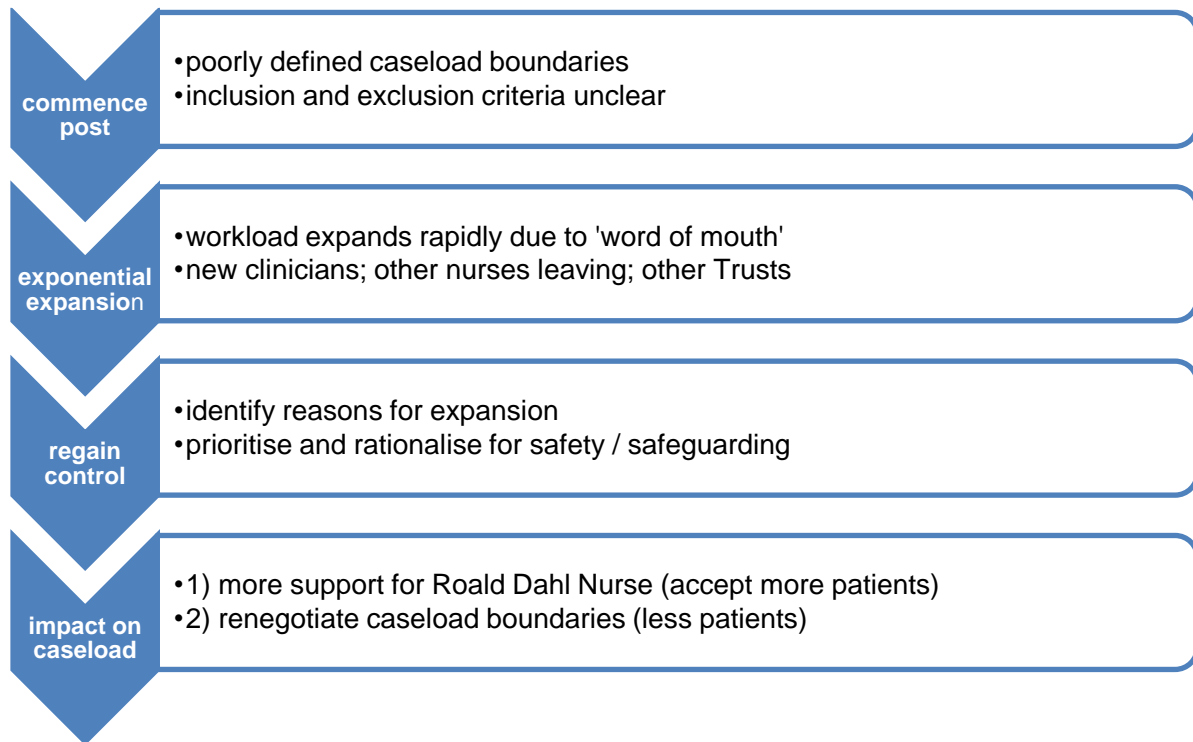 commence
post
•poorly defined caseload boundaries
•inclusion and exclusion criteria unclear
exponential
expansion
•workload expands rapidly due to 'word of mouth'
•new clinicians; other nurses leaving; other Trusts
regain
control
•identify reasons for expansion
•prioritise and rationalise for safety / safeguarding
impact on
caseload
•1) more support for Roald Dahl Nurse (accept more patients)
•2) renegotiate caseload boundaries (less patients)